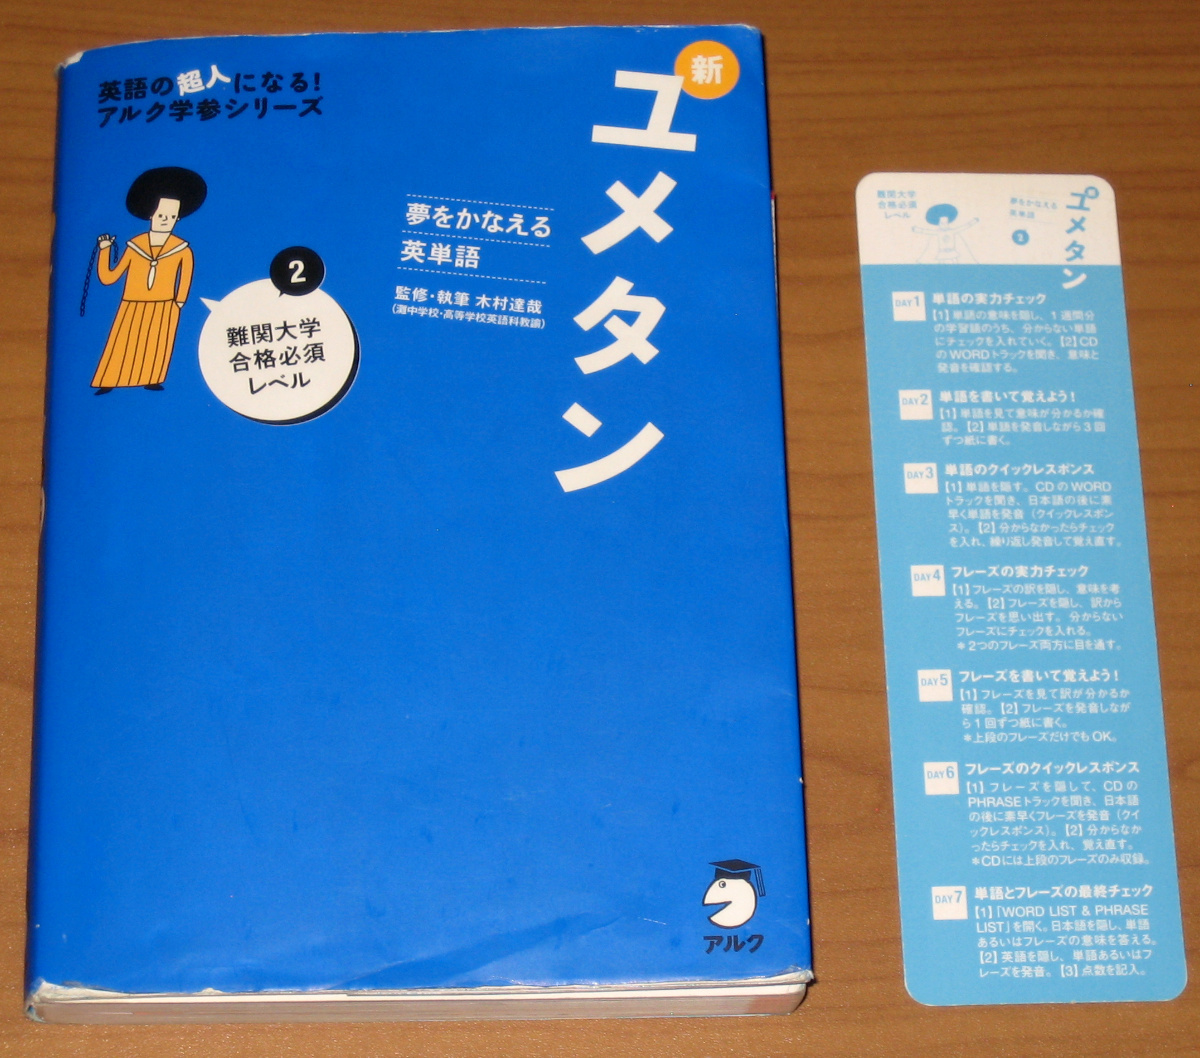 英語の超人になる!
アルク学参シリーズ
新
ユメタン
夢をかなえる
英単語
監修・執筆 木村達哉
(灘中学校・高等学校英語科教諭)
2
難関大学
合格必須
レベル
アルク
難関大学
合格必須
レベル
夢をかなえる
英単語
2
ユメタン
DAY1 単語の実力チェック
【1】単語の意味を隠し、1週間分
の学習語のうち、分からない単語
にチェックを入れていく。【2】CD
のWORDトラックを聞き、意味と
発音を確認する。
DAY2 単語を書いて覚えよう!
【1】単語を見て意味が分かるか確
認。【2】単語を発音しながら3回
ずつ紙に書く。
DAY3 単語のクイックレスポンス
【1】単語を隠す。CDのWORD
トラックを聞き、日本語の後に素
早く単語を発音(クイックレスポン
ス)。【2】分からなかったらチェック
を入れ、繰り返し発音して覚え直す。
DAY4 フレーズの実力チェック
【1】フレーズの訳を隠し、意味を考
える。【2】フレーズを隠し、訳から
フレーズを思い出す。分からない
フレーズにチェックを入れる。
*2つのフレーズ両方に目を通す。
DAY5 フレーズを書いて覚えよう!
【1】フレーズを見て訳が分かるか
確認。【2】フレーズを発音しなが
ら1回ずつ紙に書く。
*上段のフレーズだけでもOK。
DAY6 フレーズのクイックレスポンス
【1】フレーズを隠して、CDの
PHRASEトラックを聞き、日本語
の後に素早くフレーズを発音(クイ
ックレスポンス)。【2】分からなか
ったらチェックを入れ、覚え直す。
*CDには上段のフレーズのみ収録。
DAY7 単語とフレーズの最終チェック
【1】「WORD LIST & PHRASE
LIST」を開く。日本語を隠し、単語
あるいはフレーズの意味を答える。
【2】英語を隠し、単語あるいはフ
レーズを発音。【3】点数を記入。